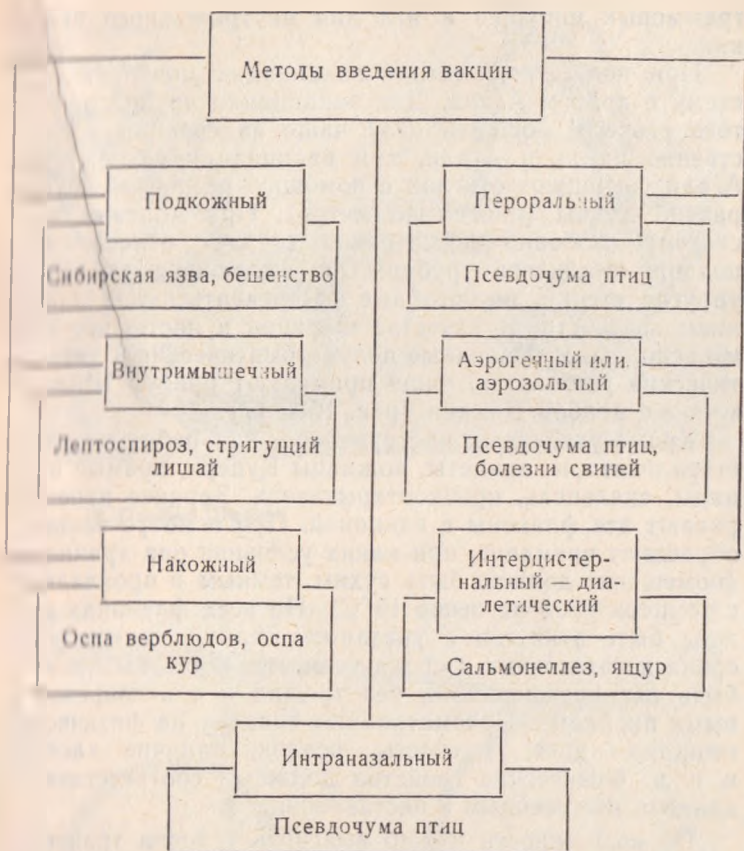 Методы введения вакцин
Подкожный
Сибирская язва, бешенство
Пероральный
Псевдочума птиц
Внутримышечный
Лептоспироз, стригущий
лишай
Аэрогенный или
аэрозольный
Псевдочума птиц,
болезни свиней
Накожный
Оспа верблюдов, оспа
кур
Интерцистер-
нальный — диа-
летический
Сальмонеллез, ящур
Интраназальный
Псевдочума птиц